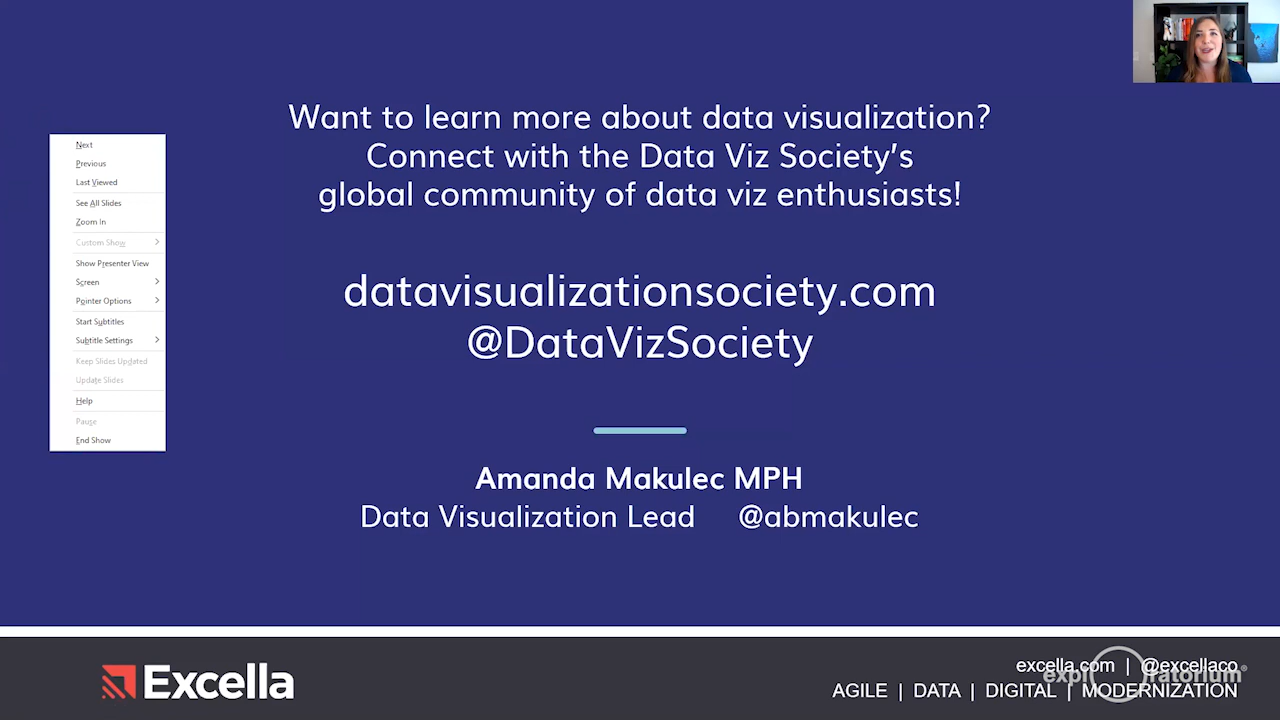 Want to learn more about data visualization?
Connect with the Data Viz Society's
global community of data viz enthusiasts!
datavisualizationsociety.com
@DataVizSociety
Amanda Makulec MPH
Data Visualization Lead @abmakulec
Next
Previous
Last Viewed
See All Slides
Zoom In
Custom Show
Show Presenter View
Screen
Pointer Options
Start Subtitles
Subtitle Settings
Keep Slides Updated
Update Slides
Help
Pause
End Show
Excella
excella.com | @excellaco
exploratorium®
AGILE | DATA | DIGITAL | MODERNIZATION